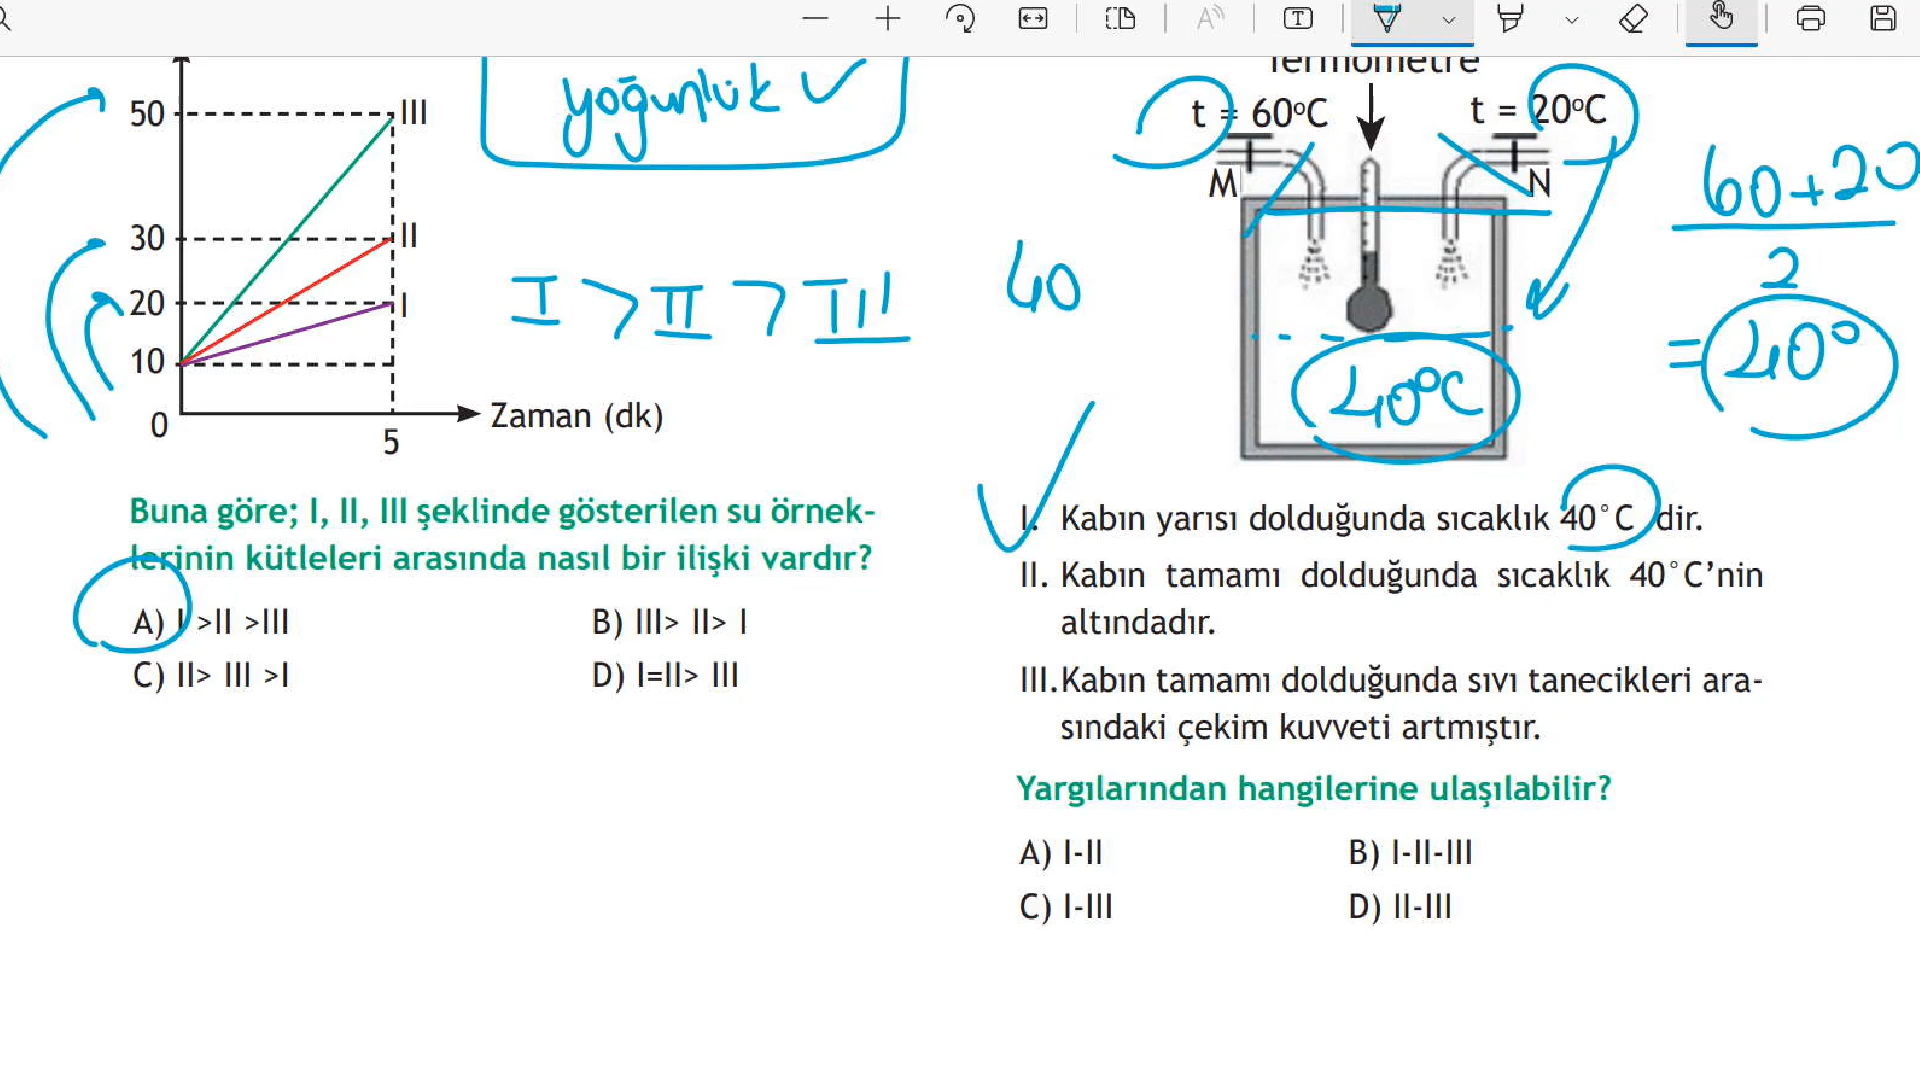 yoğunluk
50
III
30
II
20
I
10
0
5
Zaman (dk)
I > II > III
Buna göre; I, II, III şeklinde gösterilen su örnek-
lerinin kütleleri arasında nasıl bir ilişki vardır?
A) I >II >III
B) III> II> I
C) II> III >I
D) I=II> III
Termometre
t = 60°C
t = 20°C
M
N
40
40°C
60+20
2
=40°
I. Kabın yarısı dolduğunda sıcaklık 40°C dir.
II. Kabın tamamı dolduğunda sıcaklık 40°C’nin
altındadır.
III.Kabın tamamı dolduğunda sıvı tanecikleri ara-
sındaki çekim kuvveti artmıştır.
Yargılarından hangilerine ulaşılabilir?
A) I-II
B) I-II-III
C) I-III
D) II-III